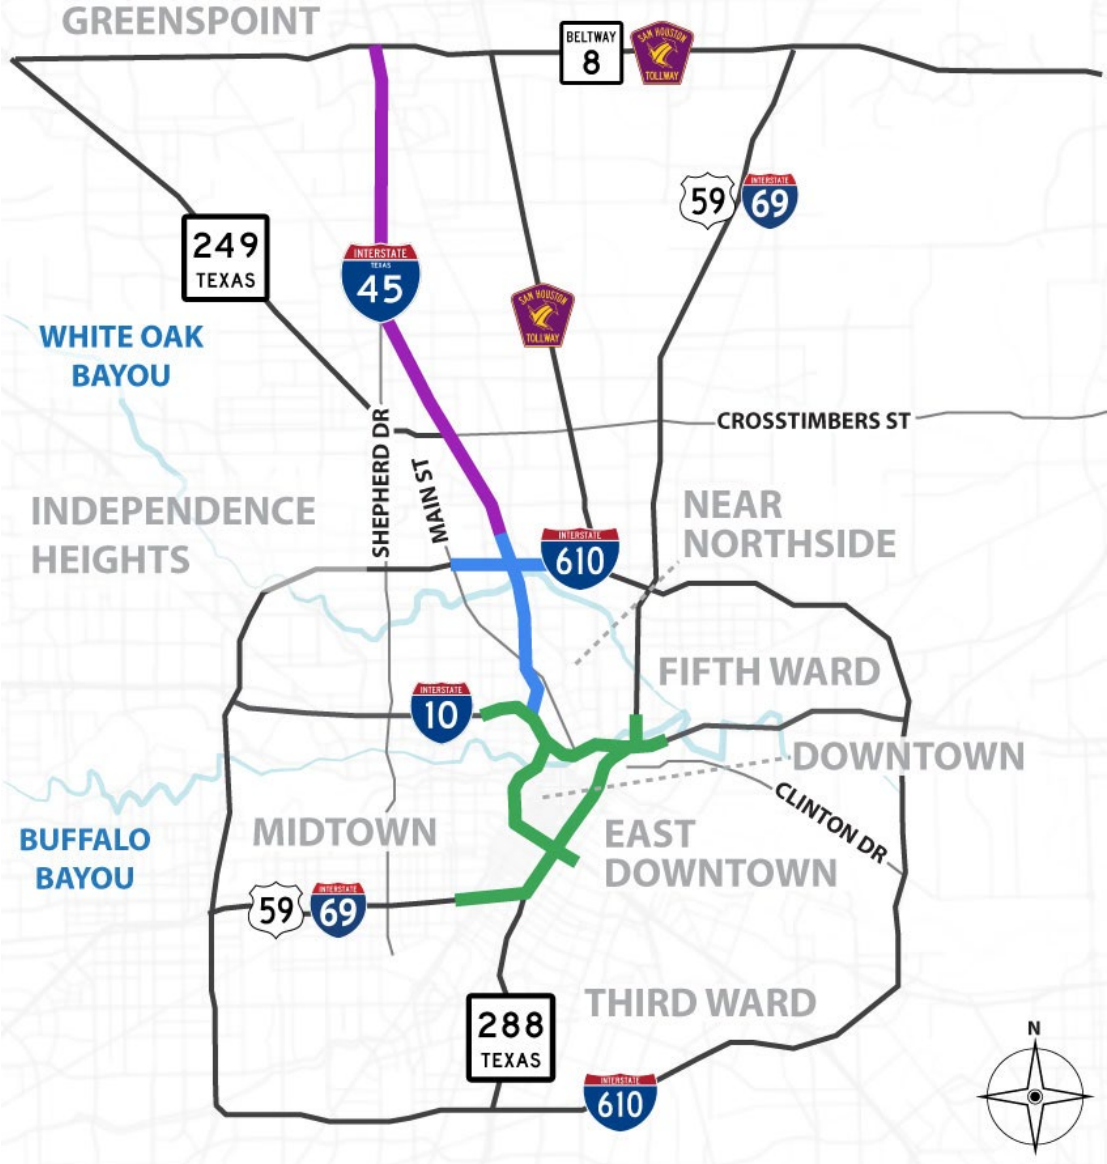 GREENSPOINT
BELTWAY
8
SAN HOUSTON
TOLLWAY
59
INTERSTATE
69
249
TEXAS
INTERSTATE
TEXAS
45
SAN HOUSTON
TOLLWAY
WHITE OAK
BAYOU
CROSSTIMBERS ST
SHEPHERD DR
MAIN ST
INDEPENDENCE
HEIGHTS
NEAR
NORTHSIDE
INTERSTATE
610
FIFTH WARD
INTERSTATE
10
DOWNTOWN
CLINTON DR
MIDTOWN
BUFFALO
BAYOU
EAST
DOWNTOWN
59
INTERSTATE
69
THIRD WARD
288
TEXAS
INTERSTATE
610
N